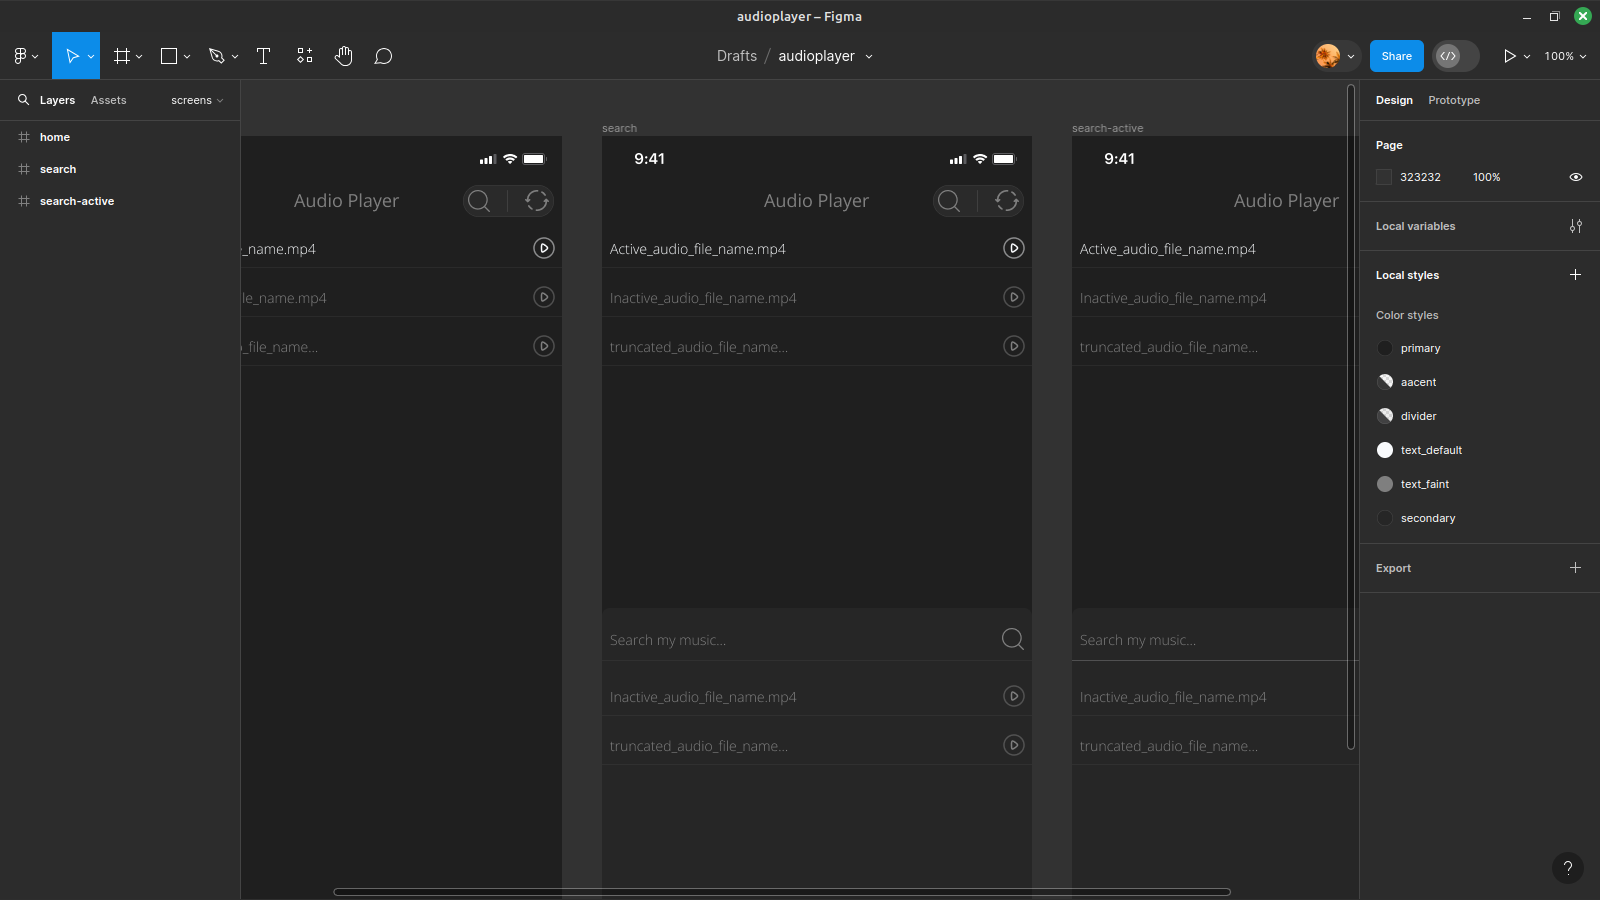 audioplayer – Figma
Drafts / audioplayer
Share
100%
Layers
Assets
screens
home
search
search-active
search
search-active
9:41
9:41
Audio Player
Audio Player
Audio Player
_name.mp4
Active_audio_file_name.mp4
Active_audio_file_name.mp4
le_name.mp4
Inactive_audio_file_name.mp4
Inactive_audio_file_name.mp4
_file_name...
truncated_audio_file_name...
truncated_audio_file_name...
Search my music...
Search my music...
Inactive_audio_file_name.mp4
Inactive_audio_file_name.mp4
truncated_audio_file_name...
truncated_audio_file_name...
Design
Prototype
Page
323232
100%
Local variables
Local styles
Color styles
primary
aacent
divider
text_default
text_faint
secondary
Export
?